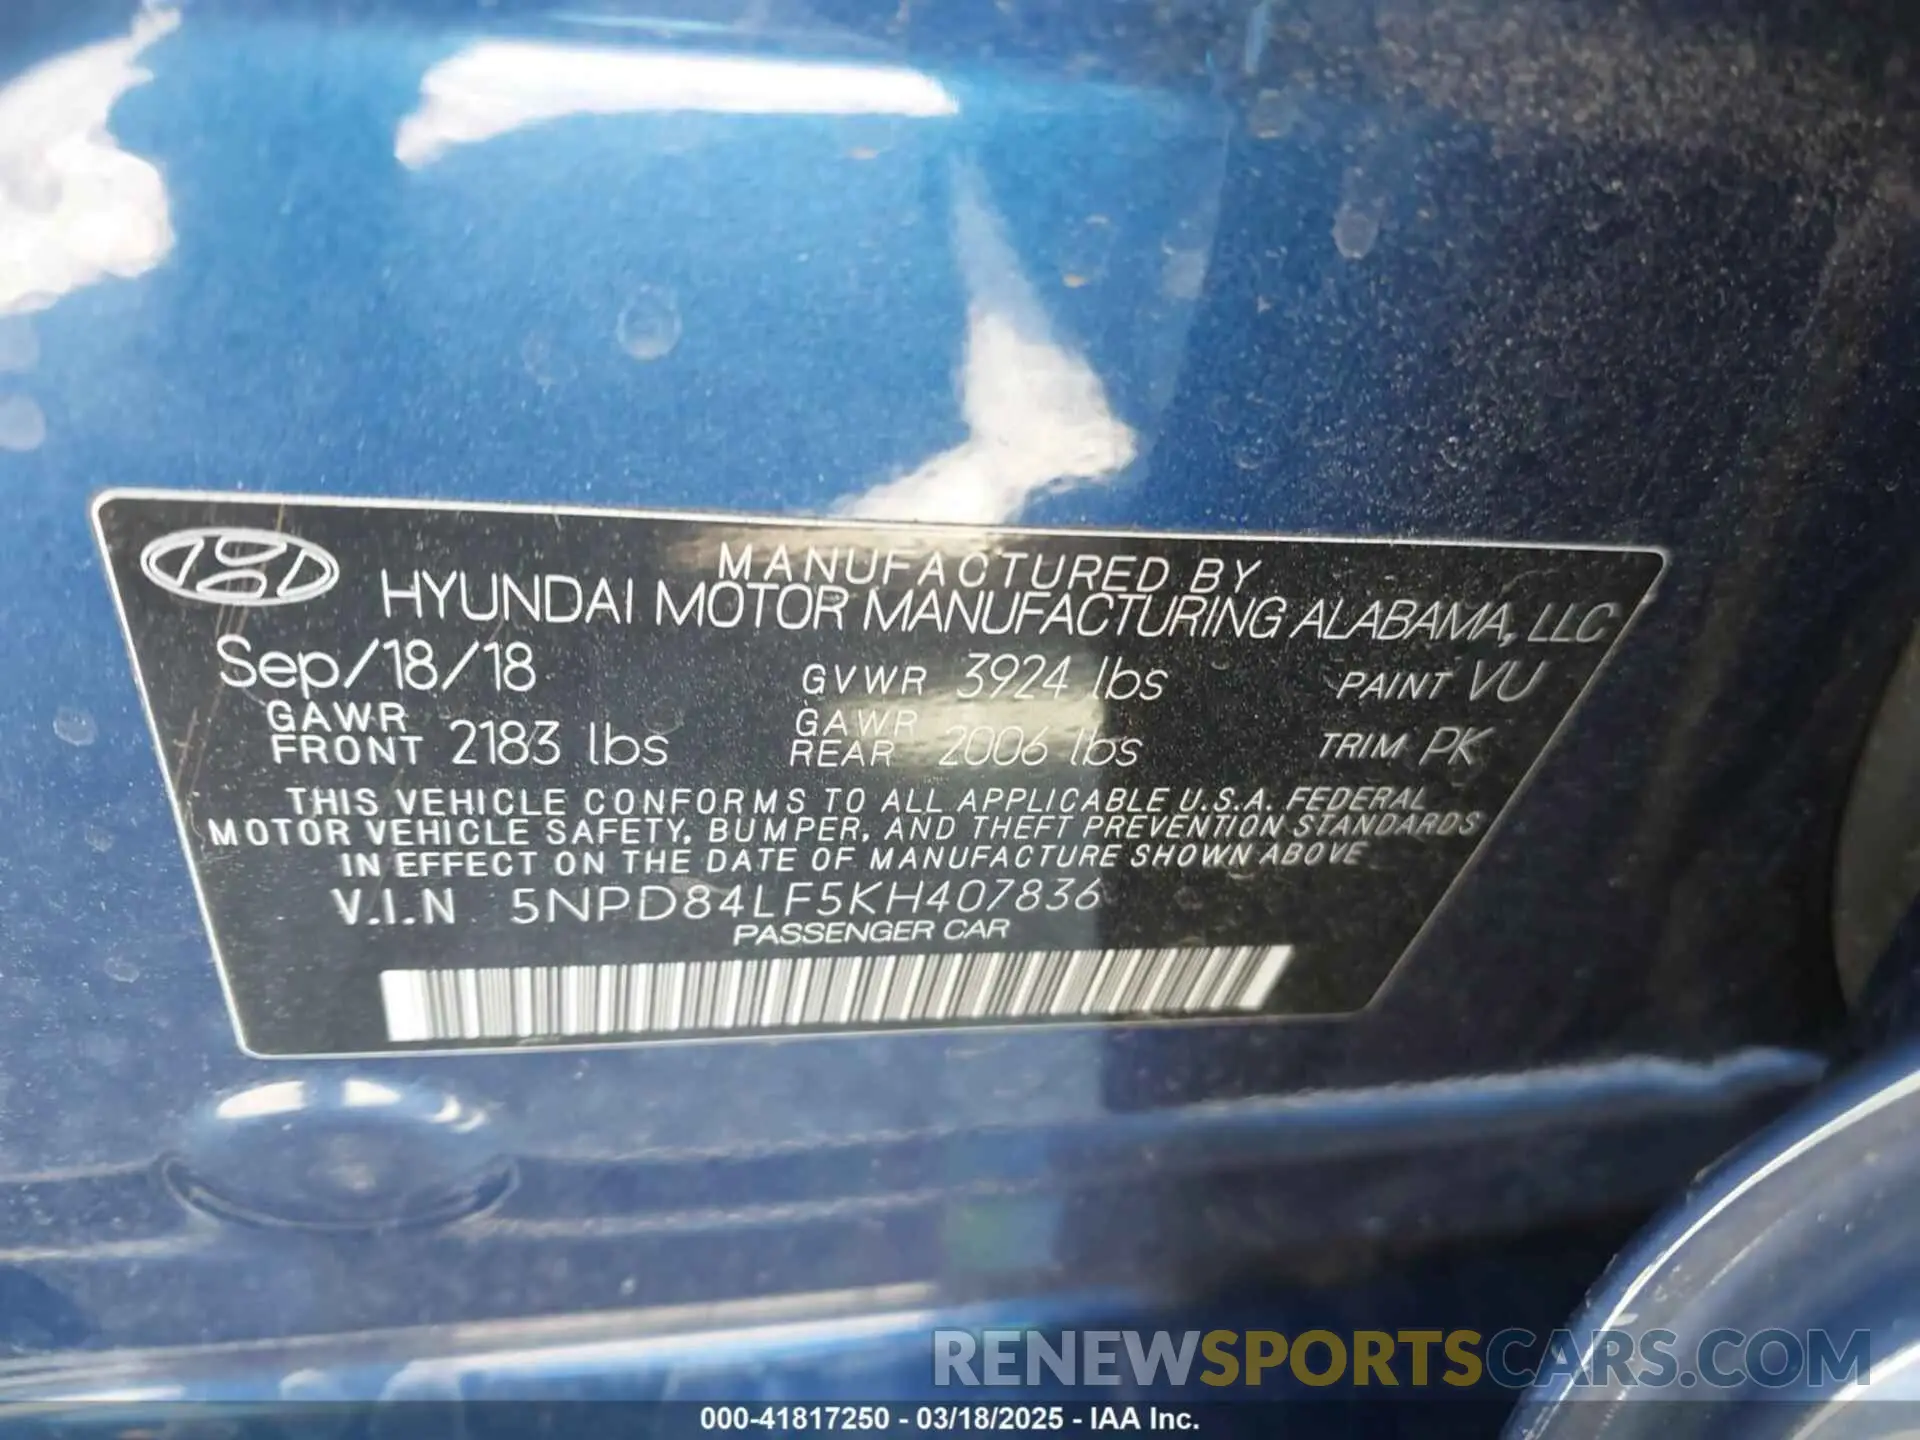 MANUFACTURED BY
HYUNDAI MOTOR MANUFACTURING ALABAMA, LLC
Sep/18/18 GVWR 3924 lbs PAINT VU
GAWR FRONT 2183 lbs GAWR REAR 2006 lbs TRIM PK
THIS VEHICLE CONFORMS TO ALL APPLICABLE U.S.A. FEDERAL
MOTOR VEHICLE SAFETY, BUMPER, AND THEFT PREVENTION STANDARDS
IN EFFECT ON THE DATE OF MANUFACTURE SHOWN ABOVE
V.I.N 5NPD84LF5KH407836
PASSENGER CAR
RENEWSPORTSCARS.COM
000-41817250 - 03/18/2025 - IAA Inc.